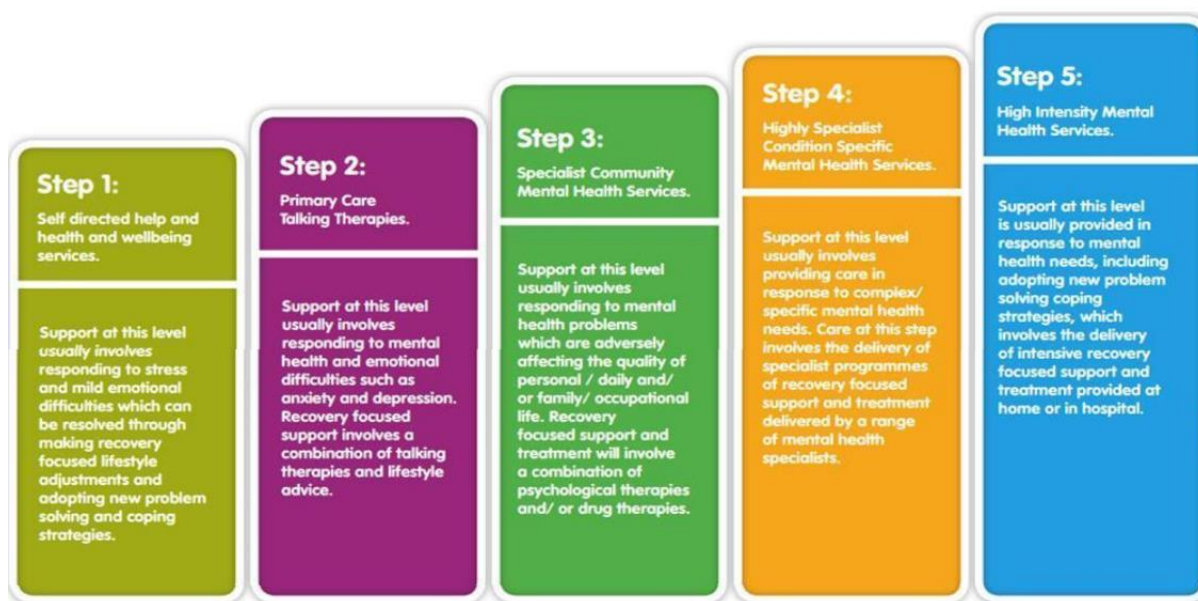 Step 1:
Self directed help and
health and wellbeing
services.
Support at this level
usually involves
responding to stress
and mild emotional
difficulties which can
be resolved through
making recovery
focused lifestyle
adjustments and
adopting new problem
solving and coping
strategies.
Step 2:
Primary Care
Talking Therapies.
Support at this level
usually involves
responding to mental
health and emotional
difficulties such as
anxiety and depression.
Recovery focused
support involves a
combination of talking
therapies and lifestyle
advice.
Step 3:
Specialist Community
Mental Health Services.
Support at this level
usually involves
responding to mental
health problems
which are adversely
affecting the quality of
personal / daily and/
or family/ occupational
life. Recovery
focused support and
treatment will involve
a combination of
psychological therapies
and/ or drug therapies.
Step 4:
Highly Specialist
Condition Specific
Mental Health Services.
Support at this level
usually involves
providing care in
response to complex/
specific mental health
needs. Care at this step
involves the delivery of
specialist programmes
of recovery focused
support and treatment
delivered by a range
of mental health
specialists.
Step 5:
High Intensity Mental
Health Services.
Support at this level
is usually provided in
response to mental
health needs, including
adopting new problem
solving coping
strategies, which
involves the delivery
of intensive recovery
focused support and
treatment provided at
home or in hospital.